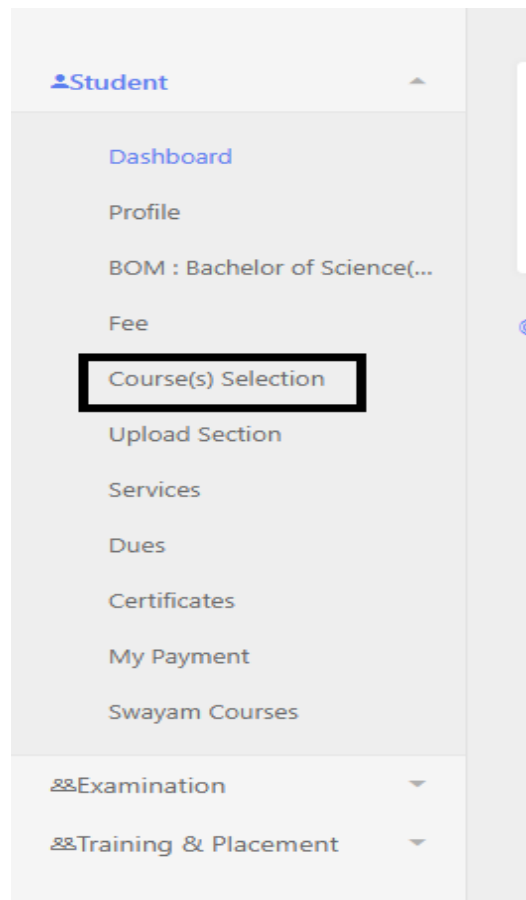 Student
Dashboard
Profile
BOM : Bachelor of Science(...
Fee
Course(s) Selection
Upload Section
Services
Dues
Certificates
My Payment
Swayam Courses
Examination
Training & Placement